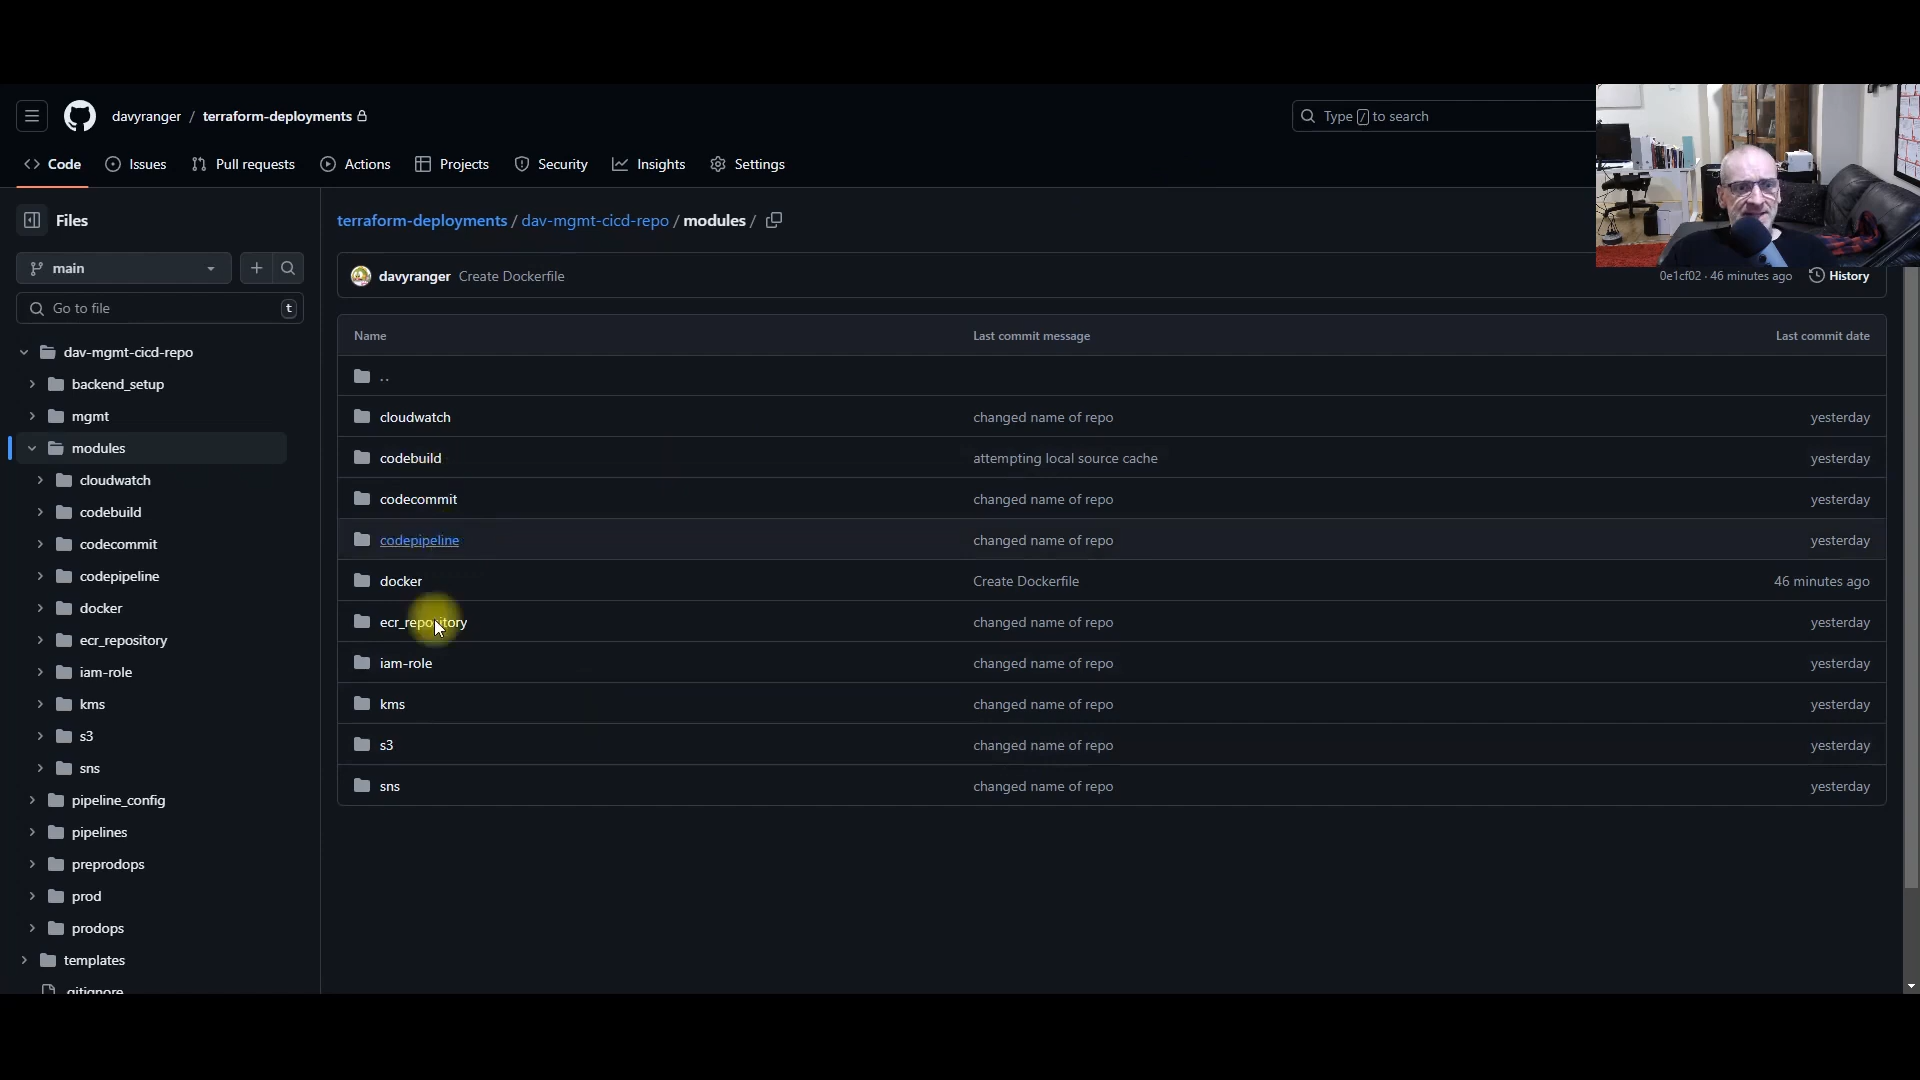 davyranger / terraform-deployments
Type / to search
Code
Issues
Pull requests
Actions
Projects
Security
Insights
Settings
Files
main
Go to file
t
dav-mgmt-cicd-repo
backend_setup
mgmt
modules
cloudwatch
codebuild
codecommit
codepipeline
docker
ecr_repository
iam-role
kms
s3
sns
pipeline_config
pipelines
preprodops
prod
prodops
templates
.gitignore
terraform-deployments / dav-mgmt-cicd-repo / modules /
davyranger Create Dockerfile
0e1cf02 · 46 minutes ago
History
Name Last commit message Last commit date
..
cloudwatch changed name of repo yesterday
codebuild attempting local source cache yesterday
codecommit changed name of repo yesterday
codepipeline changed name of repo yesterday
docker Create Dockerfile 46 minutes ago
ecr_repository changed name of repo yesterday
iam-role changed name of repo yesterday
kms changed name of repo yesterday
s3 changed name of repo yesterday
sns changed name of repo yesterday